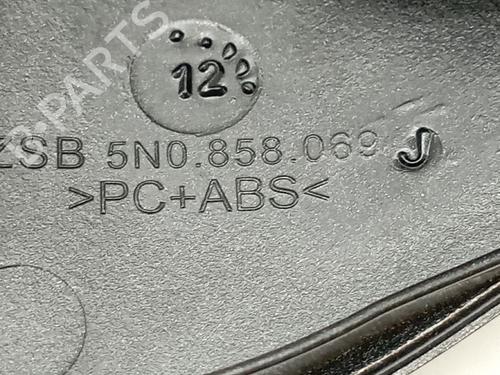 B-PARTS
12
ZSB 5N0.858.069 J
>PC+ABS<